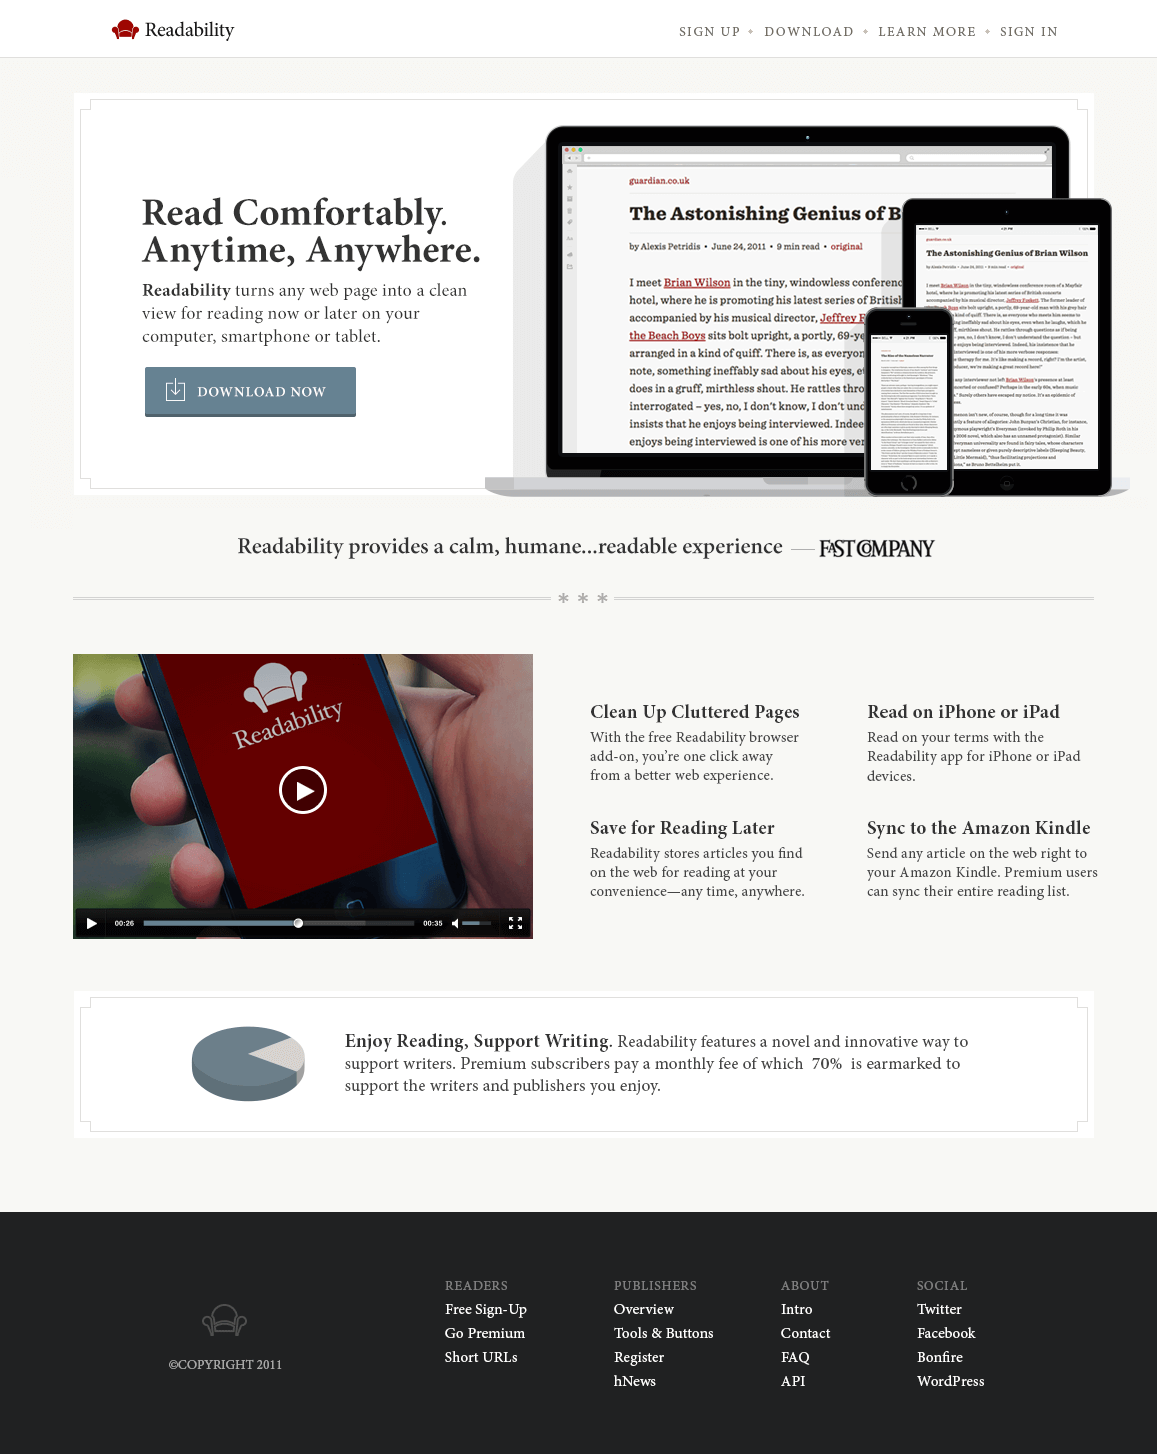 Readability
SIGN UP
DOWNLOAD
LEARN MORE
SIGN IN
Read Comfortably.
Anytime, Anywhere.
Readability turns any web page into a clean
view for reading now or later on your
computer, smartphone or tablet.
DOWNLOAD NOW
guardian.co.uk
The Astonishing Genius of B
by Alexis Petridis • June 24, 2011 • 9 min read • original
I meet Brian Wilson in the tiny, windowless conferenc
hotel, where he is promoting his latest series of British
accompanied by his musical director, Jeffrey F
the Beach Boys sits bolt upright, a portly, 69-y
arranged in a kind of quiff. There is, as everyon
note, something ineffably sad about his eyes, e
does in a gruff, mirthless shout. He rattles thro
interrogated – yes, no, I don't know, I don't und
insists that he enjoys being interviewed. Indee
enjoys being interviewed is one of his more ver
guardian.co.uk
The Astonishing Genius of Brian Wilson
by Alexis Petridis • June 24, 2011 • 9 min read • original
Readability provides a calm, humane...readable experience — FAST COMPANY
* * *
Readability
00:26
00:35
Clean Up Cluttered Pages
With the free Readability browser
add-on, you’re one click away
from a better web experience.
Read on iPhone or iPad
Read on your terms with the
Readability app for iPhone or iPad
devices.
Save for Reading Later
Readability stores articles you find
on the web for reading at your
convenience—any time, anywhere.
Sync to the Amazon Kindle
Send any article on the web right to
your Amazon Kindle. Premium users
can sync their entire reading list.
Enjoy Reading, Support Writing. Readability features a novel and innovative way to
support writers. Premium subscribers pay a monthly fee of which 70% is earmarked to
support the writers and publishers you enjoy.
©COPYRIGHT 2011
READERS
Free Sign-Up
Go Premium
Short URLs
PUBLISHERS
Overview
Tools & Buttons
Register
hNews
ABOUT
Intro
Contact
FAQ
API
SOCIAL
Twitter
Facebook
Bonfire
WordPress